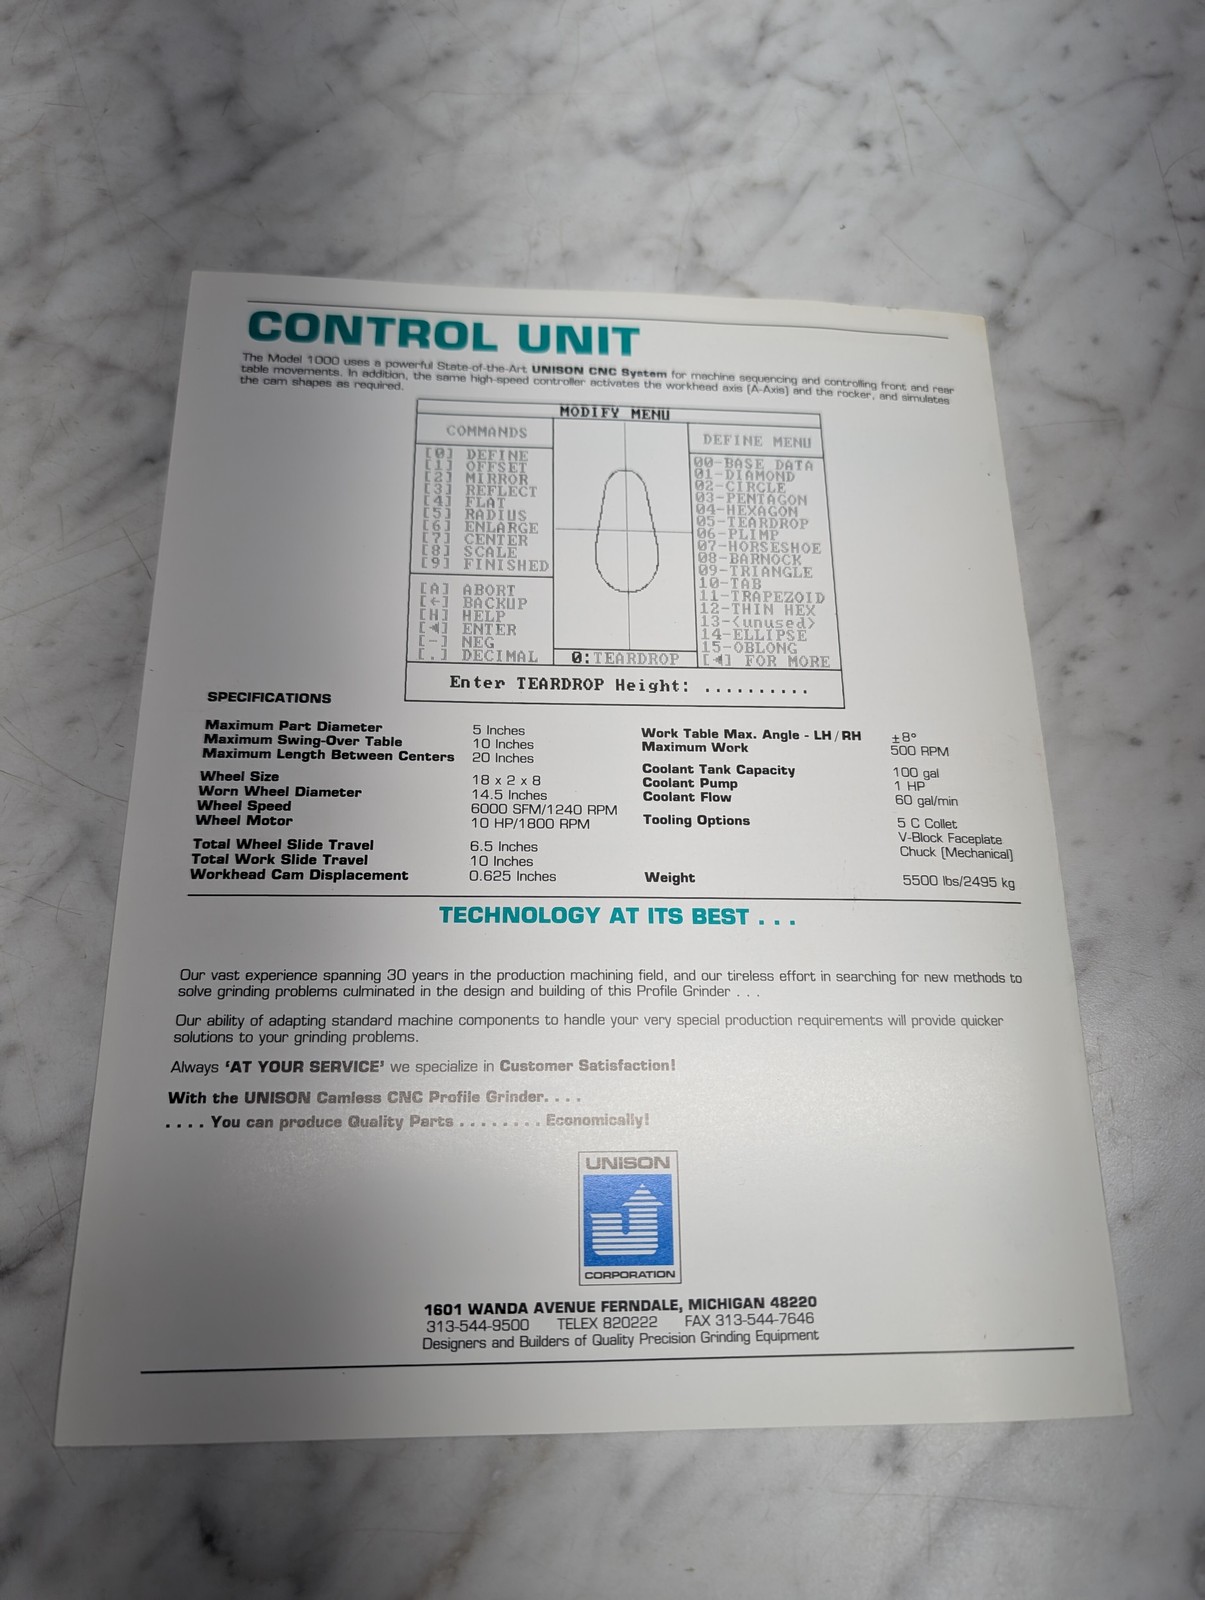 CONTROL UNIT
The Model 1000 uses a powerful State-of-the-Art UNISON CNC System for machine sequencing and controlling front and rear
table movements. In addition, the same high-speed controller activates the workhead axis (A-Axis) and the rocker, and simulates
the cam shapes as required.
MODIFY MENU
COMMANDS
[0] DEFINE
[1] OFFSET
[2] MIRROR
[3] REFLECT
[4] FLAT
[5] RADIUS
[6] ENLARGE
[7] CENTER
[8] SCALE
[9] FINISHED
[A] ABORT
[←] BACKUP
[H] HELP
[◄] ENTER
[-] NEG
[.] DECIMAL
0:TEARDROP
DEFINE MENU
00-BASE DATA
01-DIAMOND
02-CIRCLE
03-PENTAGON
04-HEXAGON
05-TEARDROP
06-PLIMP
07-HORSESHOE
08-BARNOCK
09-TRIANGLE
10-TAB
11-TRAPEZOID
12-THIN HEX
13-<unused>
14-ELLIPSE
15-OBLONG
[◄] FOR MORE
Enter TEARDROP Height: ..........
SPECIFICATIONS
Maximum Part Diameter 5 Inches
Maximum Swing-Over Table 10 Inches
Maximum Length Between Centers 20 Inches
Wheel Size 18 x 2 x 8
Worn Wheel Diameter 14.5 Inches
Wheel Speed 6000 SFM/1240 RPM
Wheel Motor 10 HP/1800 RPM
Total Wheel Slide Travel 6.5 Inches
Total Work Slide Travel 10 Inches
Workhead Cam Displacement 0.625 Inches
Work Table Max. Angle - LH/RH ±8°
Maximum Work 500 RPM
Coolant Tank Capacity 100 gal
Coolant Pump 1 HP
Coolant Flow 60 gal/min
Tooling Options 5 C Collet
V-Block Faceplate
Chuck (Mechanical)
Weight 5500 lbs/2495 kg
TECHNOLOGY AT ITS BEST . . .
Our vast experience spanning 30 years in the production machining field, and our tireless effort in searching for new methods to
solve grinding problems culminated in the design and building of this Profile Grinder . . .
Our ability of adapting standard machine components to handle your very special production requirements will provide quicker
solutions to your grinding problems.
Always 'AT YOUR SERVICE' we specialize in Customer Satisfaction!
With the UNISON Camless CNC Profile Grinder. . . .
. . . . You can produce Quality Parts . . . . . . . . Economically!
UNISON
CORPORATION
1601 WANDA AVENUE FERNDALE, MICHIGAN 48220
313-544-9500 TELEX 820222 FAX 313-544-7646
Designers and Builders of Quality Precision Grinding Equipment